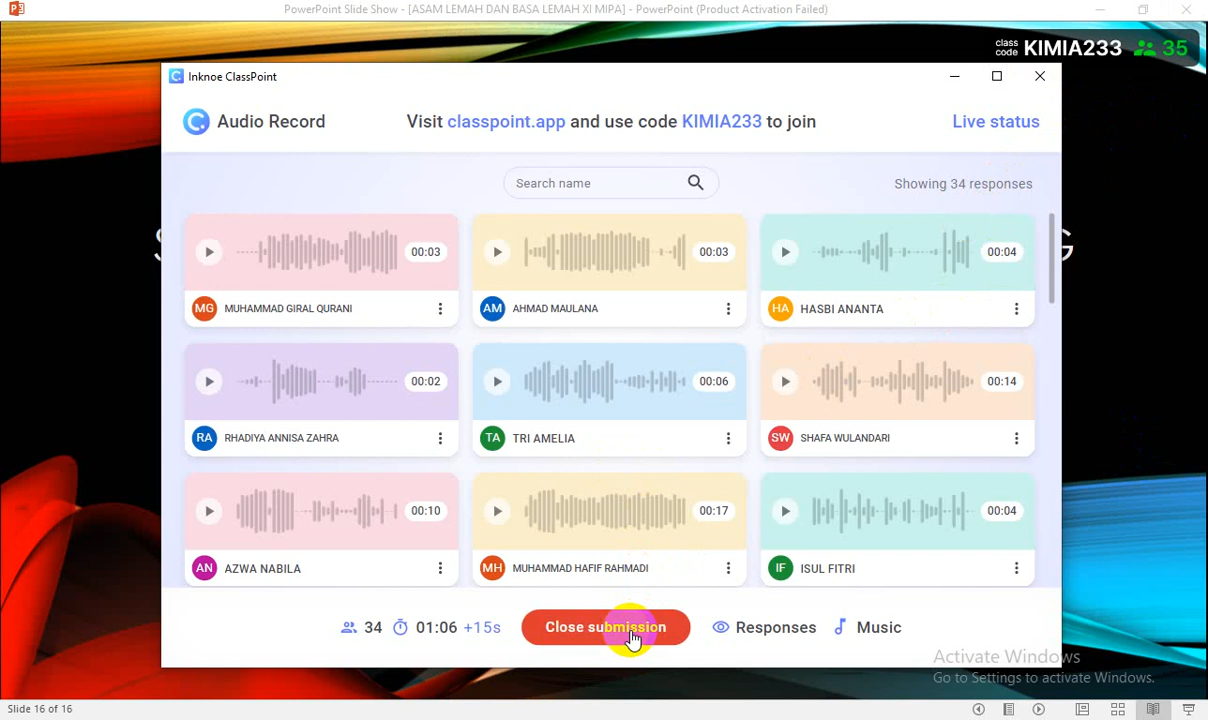 PowerPoint Slide Show - [ASAM LEMAH DAN BASA LEMAH XI MIPA] - PowerPoint (Product Activation Failed)
class code KIMIA233 35
Inknoe ClassPoint
Audio Record Visit classpoint.app and use code KIMIA233 to join Live status
Search name Showing 34 responses
S G
00:03 00:03 00:04
MG MUHAMMAD GIRAL QURANI AM AHMAD MAULANA HA HASBI ANANTA
00:02 00:06 00:14
RA RHADIYA ANNISA ZAHRA TA TRI AMELIA SW SHAFA WULANDARI
00:10 00:17 00:04
AN AZWA NABILA MH MUHAMMAD HAFIF RAHMADI IF ISUL FITRI
34 01:06 +15s Close submission Responses Music
Activate Windows
Go to Settings to activate Windows.
Slide 16 of 16